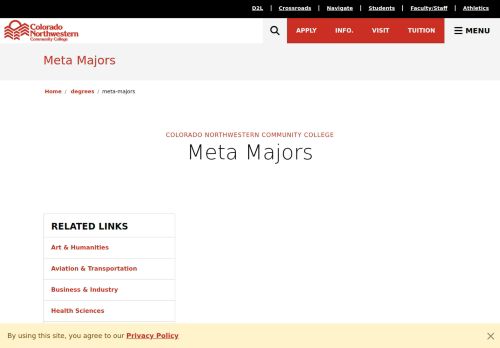 D2L | Crossroads | Navigate | Students | Faculty/Staff | Athletics
Colorado
Northwestern
Community College
APPLY INFO. VISIT TUITION MENU
Meta Majors
Home / degrees / meta-majors
COLORADO NORTHWESTERN COMMUNITY COLLEGE
Meta Majors
RELATED LINKS
Art & Humanities
Aviation & Transportation
Business & Industry
Health Sciences
By using this site, you agree to our Privacy Policy